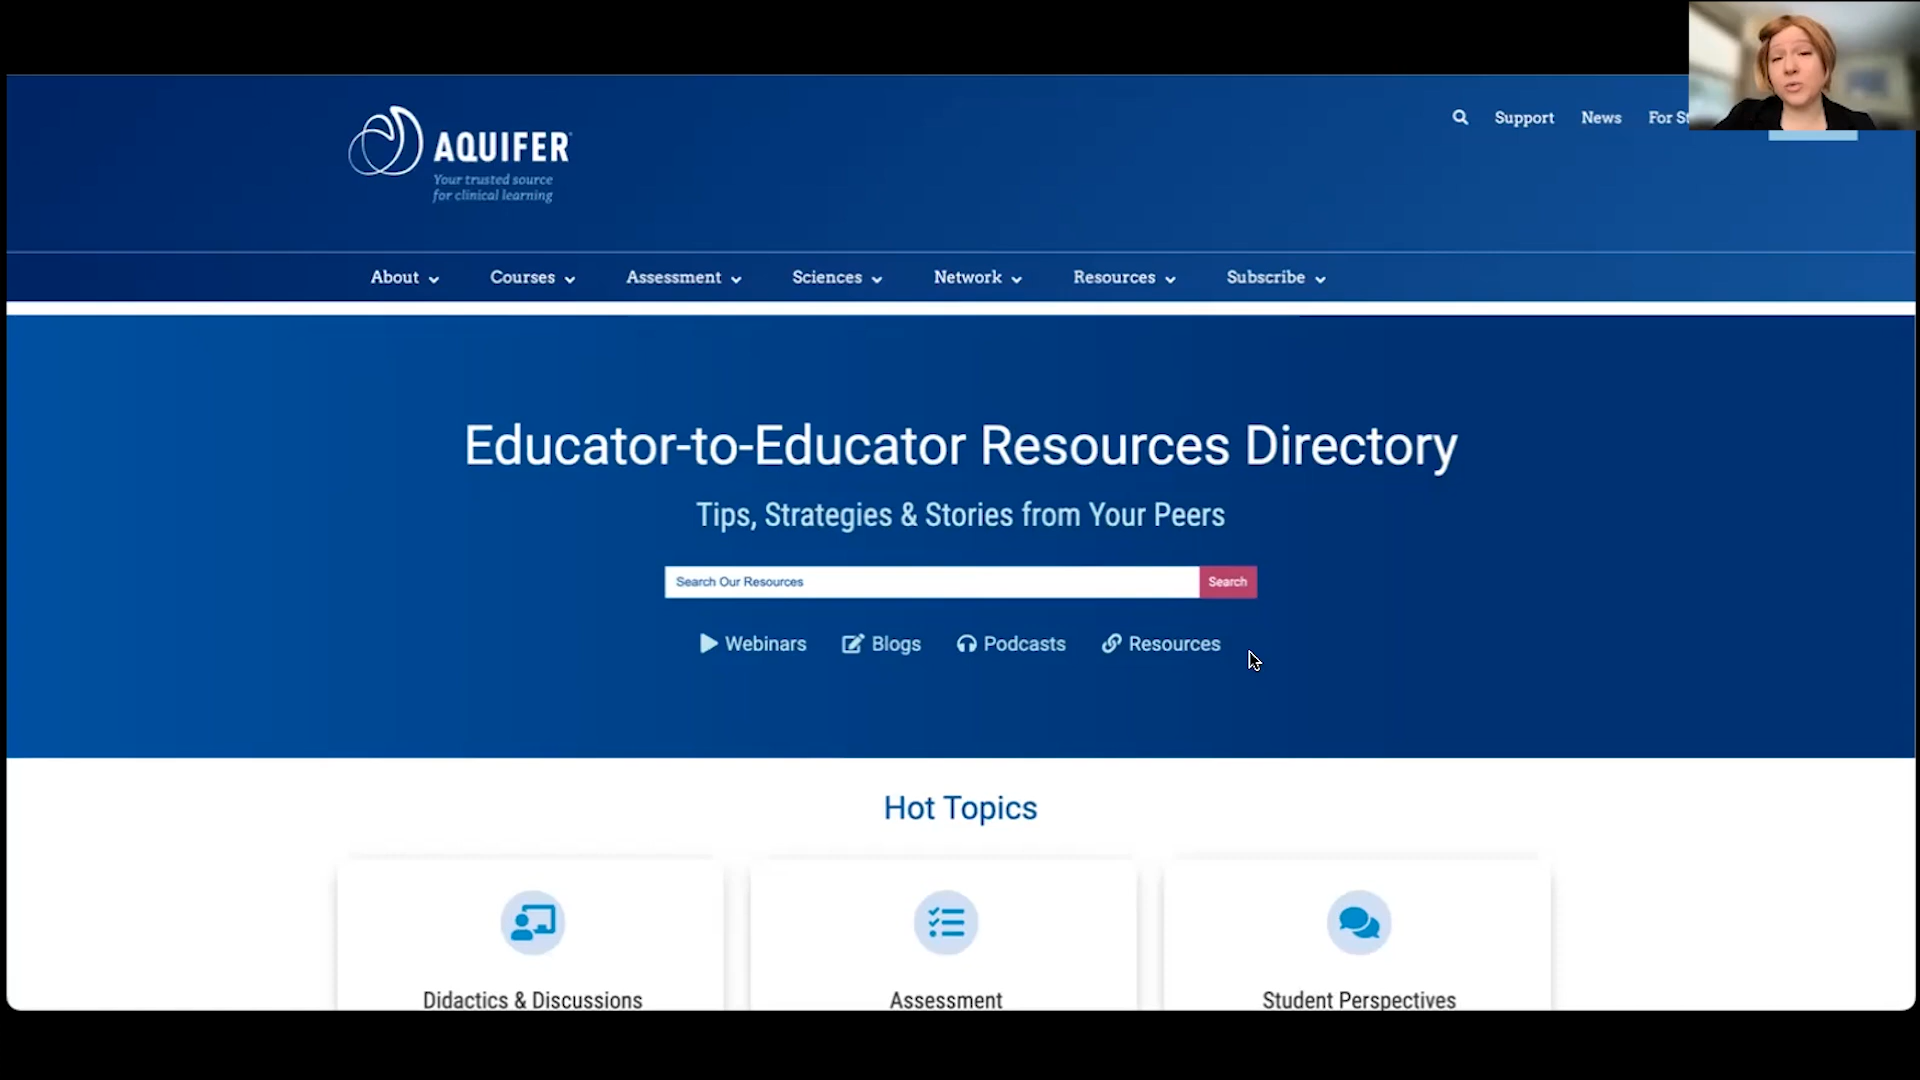 AQUIFER
Your trusted source
for clinical learning
Support News For
About Courses Assessment Sciences Network Resources Subscribe
Educator-to-Educator Resources Directory
Tips, Strategies & Stories from Your Peers
Search Our Resources Search
Webinars Blogs Podcasts Resources
Hot Topics
Didactics & Discussions Assessment Student Perspectives